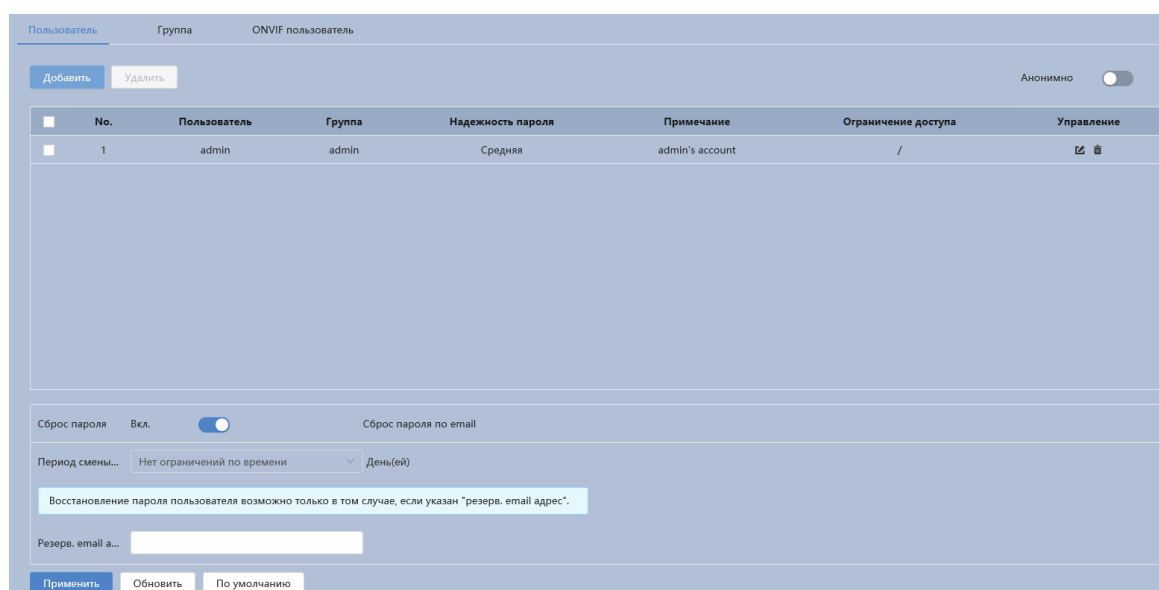 Пользователь Группа ONVIF пользователь
Добавить Удалить Анонимно
No. Пользователь Группа Надежность пароля Примечание Ограничение доступа Управление
1 admin admin Средняя admin's account /
Сброс пароля Вкл. Сброс пароля по email
Период смены... Нет ограничений по времени День(ей)
Восстановление пароля пользователя возможно только в том случае, если указан "резерв. email адрес".
Резерв. email а...
Применить Обновить По умолчанию